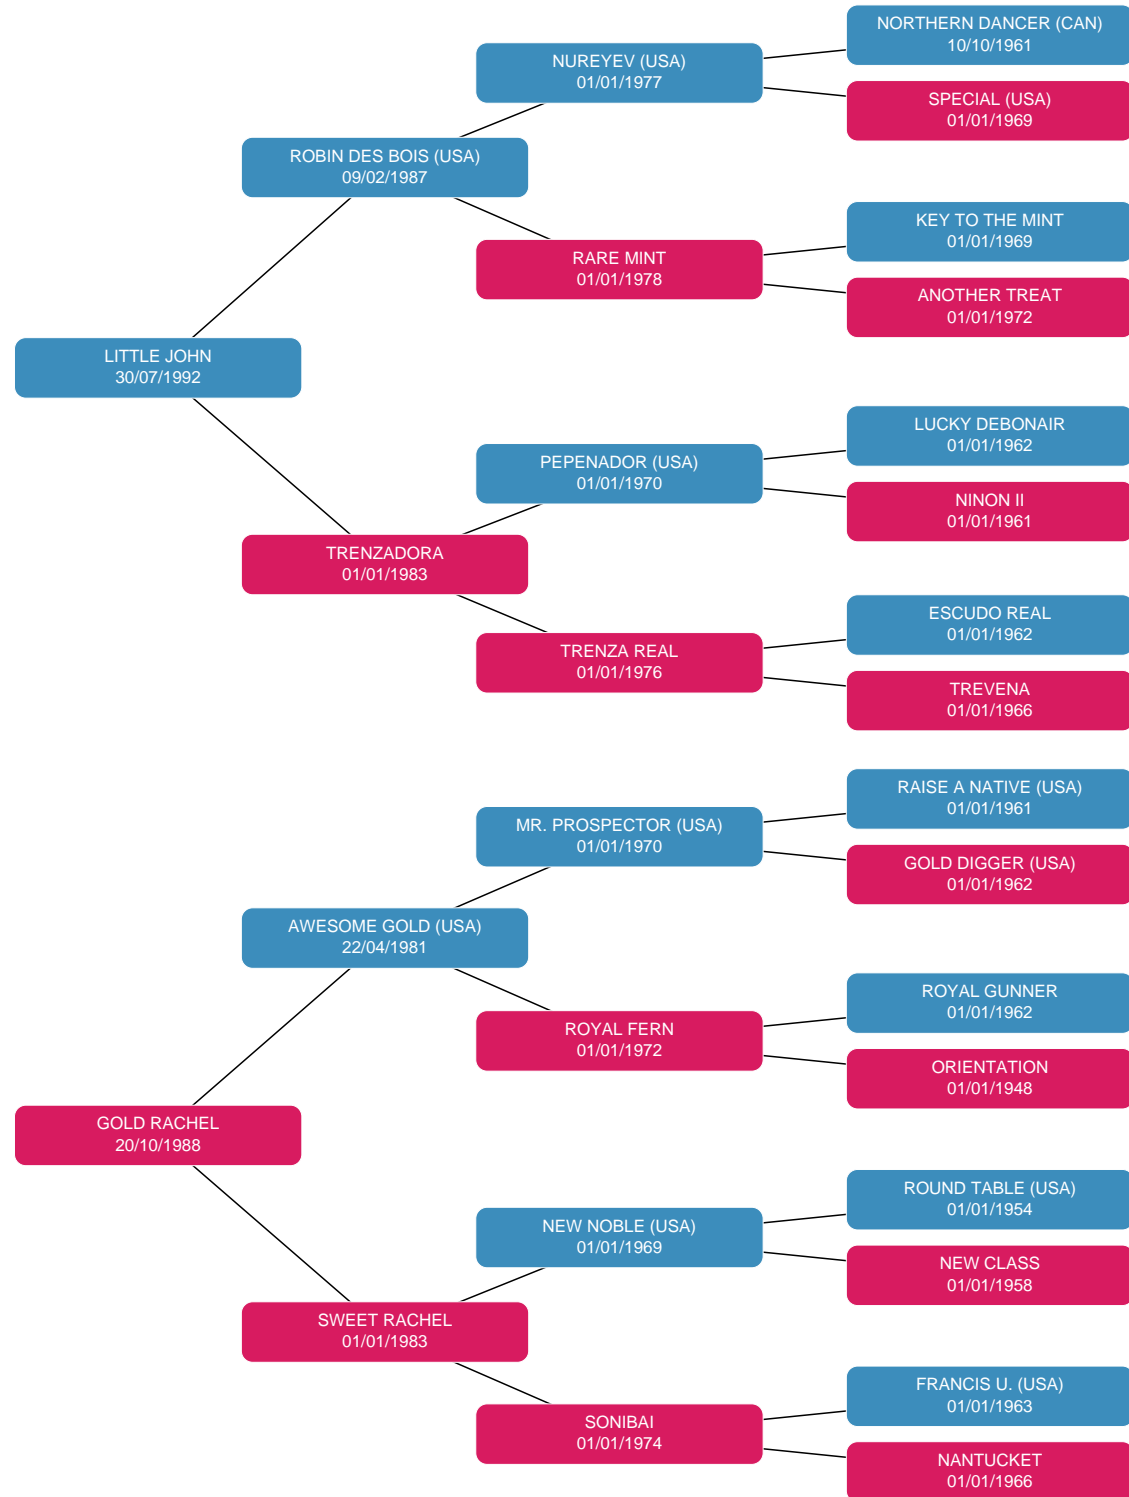 NORTHERN DANCER (CAN)
10/10/1961
NUREYEV (USA)
01/01/1977
SPECIAL (USA)
01/01/1969
ROBIN DES BOIS (USA)
09/02/1987
KEY TO THE MINT
01/01/1969
RARE MINT
01/01/1978
ANOTHER TREAT
01/01/1972
LITTLE JOHN
30/07/1992
LUCKY DEBONAIR
01/01/1962
PEPENADOR (USA)
01/01/1970
NINON II
01/01/1961
TRENZADORA
01/01/1983
ESCUDO REAL
01/01/1962
TRENZA REAL
01/01/1976
TREVENA
01/01/1966
RAISE A NATIVE (USA)
01/01/1961
MR. PROSPECTOR (USA)
01/01/1970
GOLD DIGGER (USA)
01/01/1962
AWESOME GOLD (USA)
22/04/1981
ROYAL GUNNER
01/01/1962
ROYAL FERN
01/01/1972
ORIENTATION
01/01/1948
GOLD RACHEL
20/10/1988
ROUND TABLE (USA)
01/01/1954
NEW NOBLE (USA)
01/01/1969
NEW CLASS
01/01/1958
SWEET RACHEL
01/01/1983
FRANCIS U. (USA)
01/01/1963
SONIBAI
01/01/1974
NANTUCKET
01/01/1966